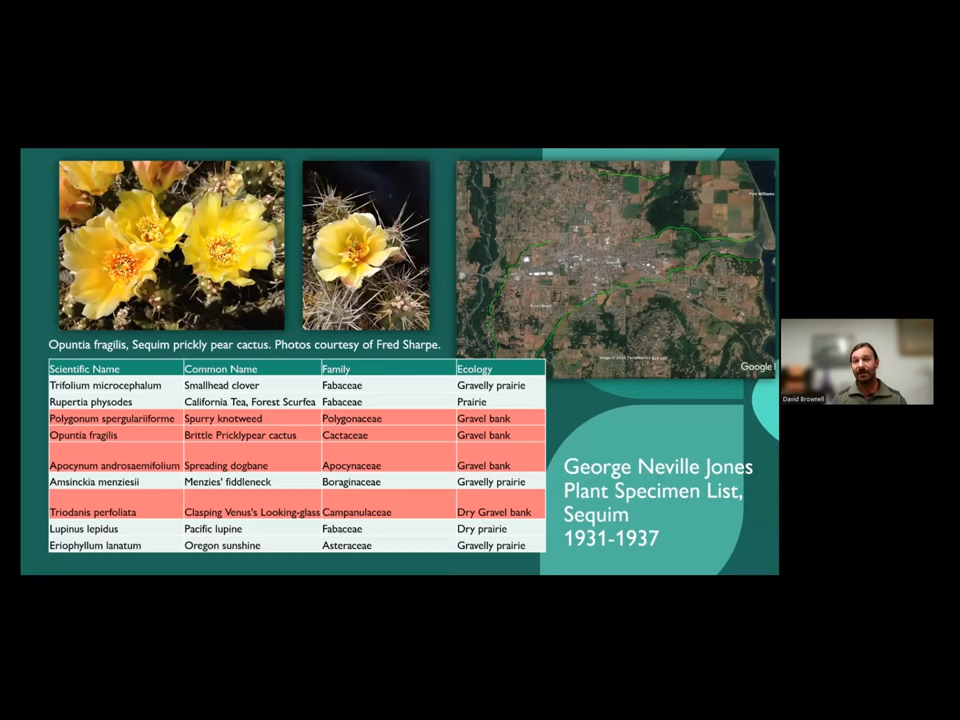 Port Williams
River Road
Google
Opuntia fragilis, Sequim prickly pear cactus. Photos courtesy of Fred Sharpe.
Scientific Name Common Name Family Ecology
Trifolium microcephalum Smallhead clover Fabaceae Gravelly prairie
Rupertia physodes California Tea, Forest Scurfea Fabaceae Prairie
Polygonum spergulariiforme Spurry knotweed Polygonaceae Gravel bank
Opuntia fragilis Brittle Pricklypear cactus Cactaceae Gravel bank
Apocynum androsaemifolium Spreading dogbane Apocynaceae Gravel bank
Amsinckia menziesii Menzies' fiddleneck Boraginaceae Gravelly prairie
Triodanis perfoliata Clasping Venus's Looking-glass Campanulaceae Dry Gravel bank
Lupinus lepidus Pacific lupine Fabaceae Dry prairie
Eriophyllum lanatum Oregon sunshine Asteraceae Gravelly prairie
George Neville Jones
Plant Specimen List,
Sequim
1931-1937
David Brownell